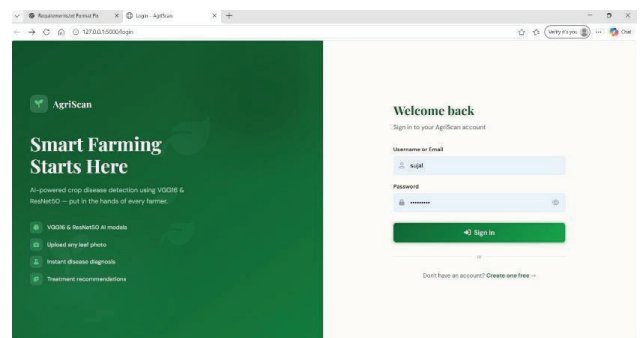 Requirements.txt Format Fix
Login - AgriScan
127.0.0.1:5000/login
Verify it's you
Chat
AgriScan
Smart Farming
Starts Here
AI-powered crop disease detection using VGG16 &
ResNet50 — put in the hands of every farmer.
VGG16 & ResNet50 AI models
Upload any leaf photo
Instant disease diagnosis
Treatment recommendations
Welcome back
Sign in to your AgriScan account
Username or Email
sujal
Password
•••••••••
Sign In
or
Don't have an account? Create one free →